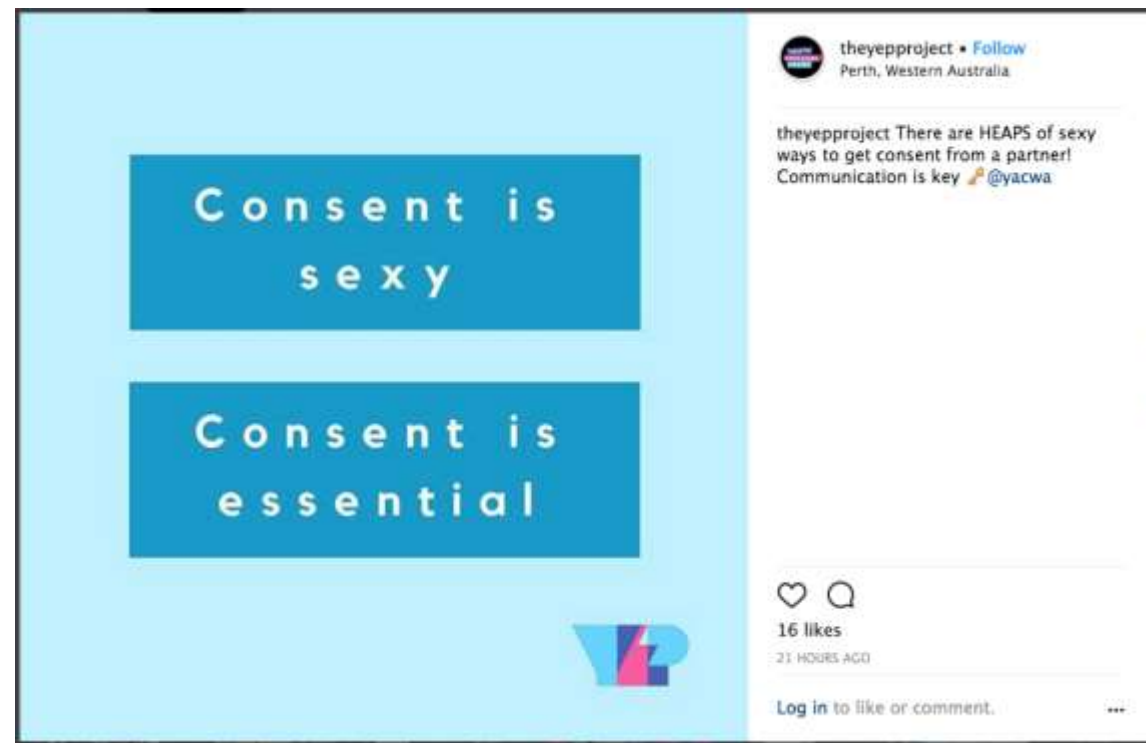 Consent is
sexy
Consent is
essential
YEP
theyepproject • Follow
Perth, Western Australia
theyepproject There are HEAPS of sexy
ways to get consent from a partner!
Communication is key 🔑 @yacwa
16 likes
21 HOURS AGO
Log in to like or comment.